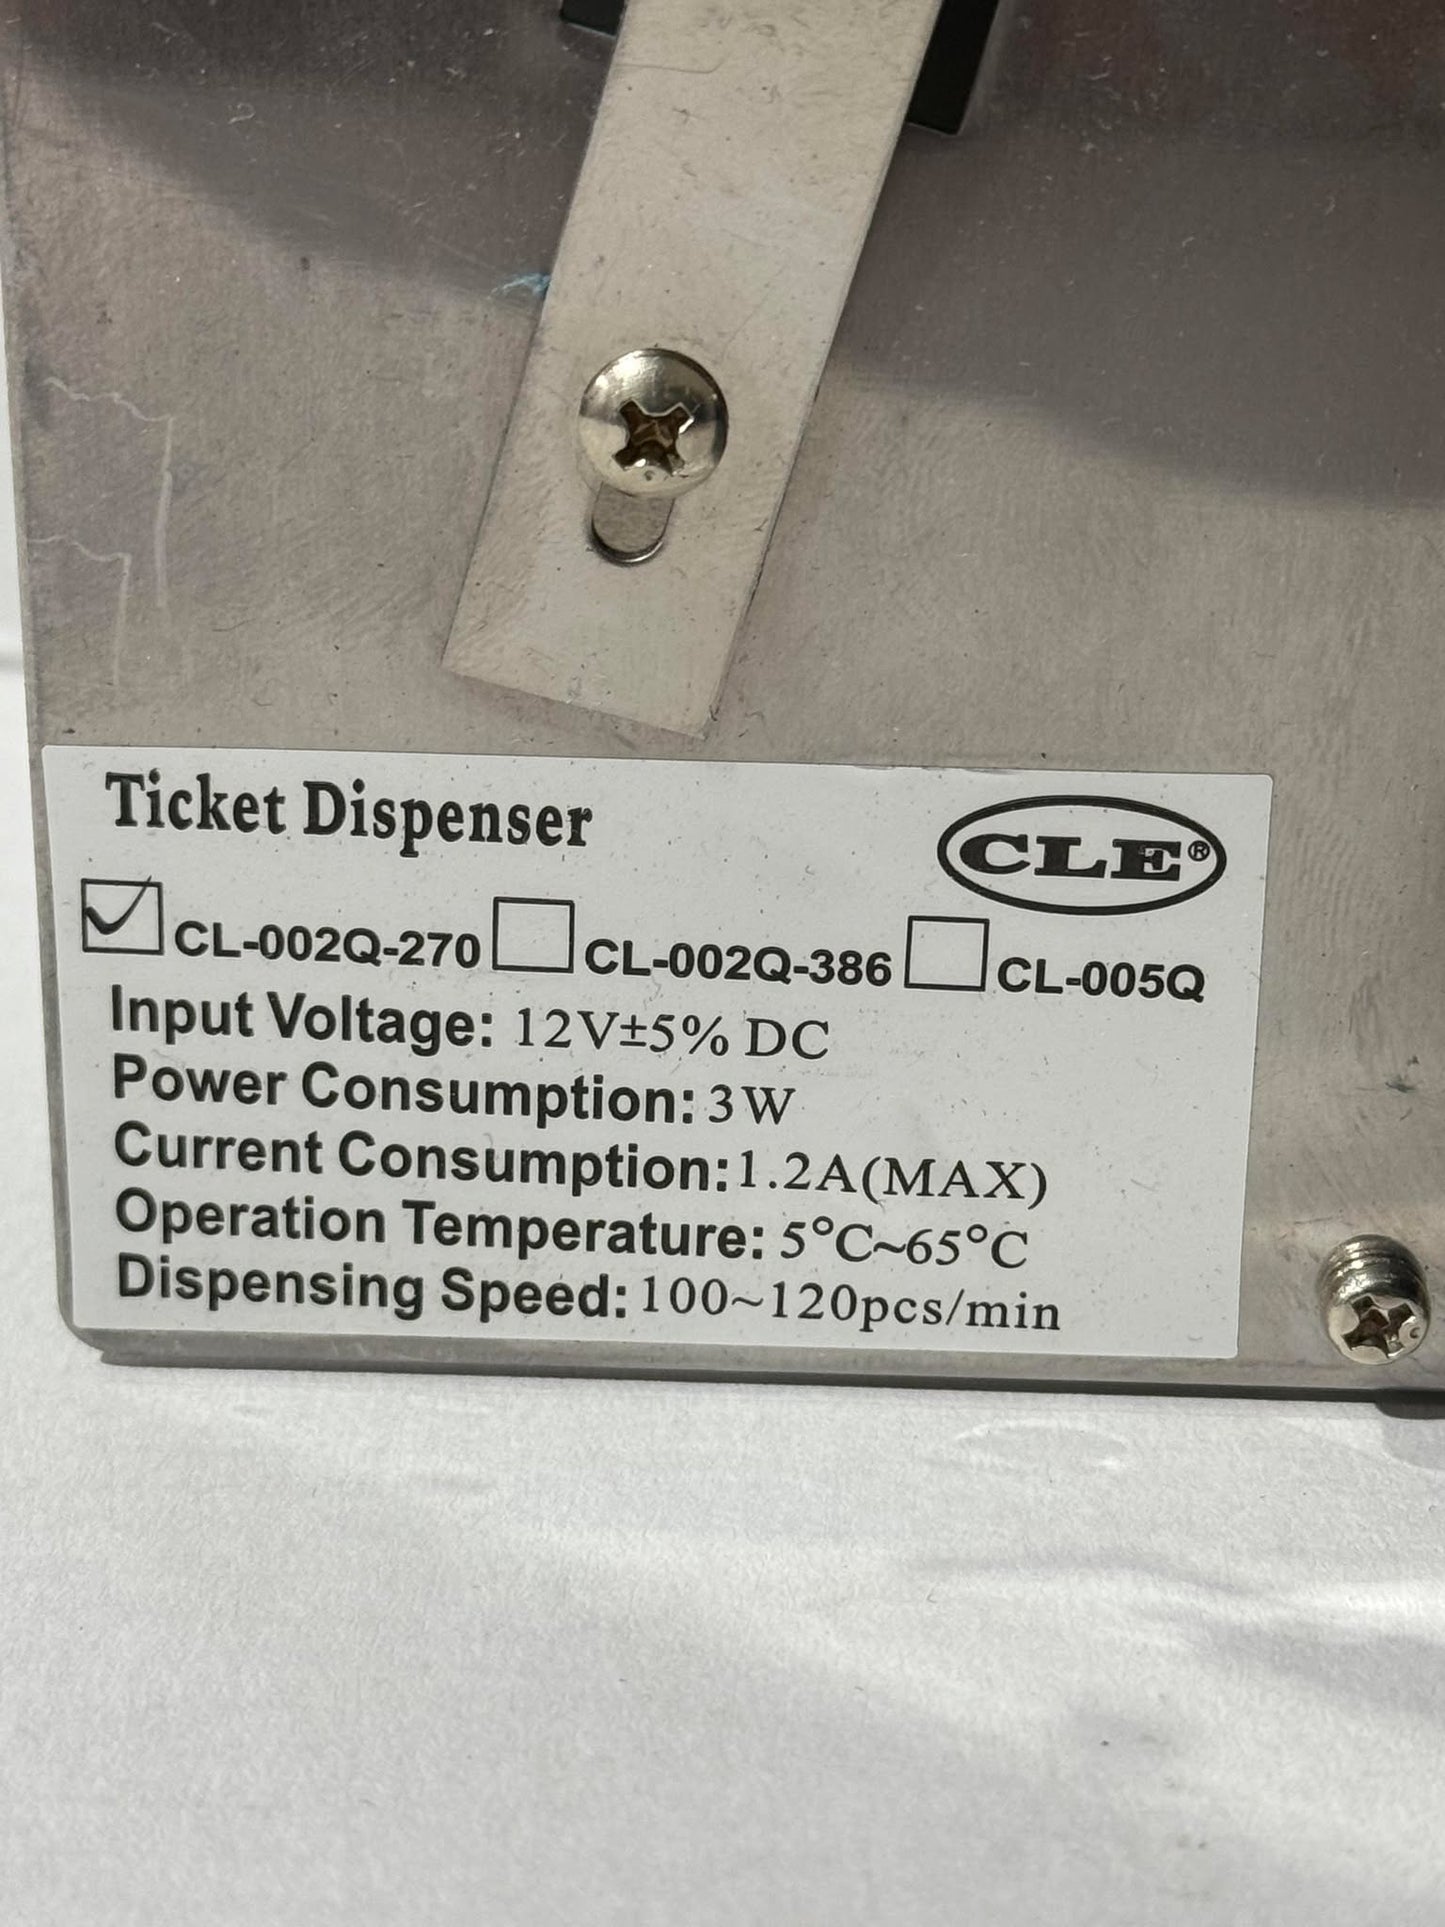 Ticket Dispenser
CLE®
CL-002Q-270 CL-002Q-386 CL-005Q
Input Voltage: 12V±5% DC
Power Consumption: 3W
Current Consumption:1.2A(MAX)
Operation Temperature: 5°C~65°C
Dispensing Speed:100~120pcs/min